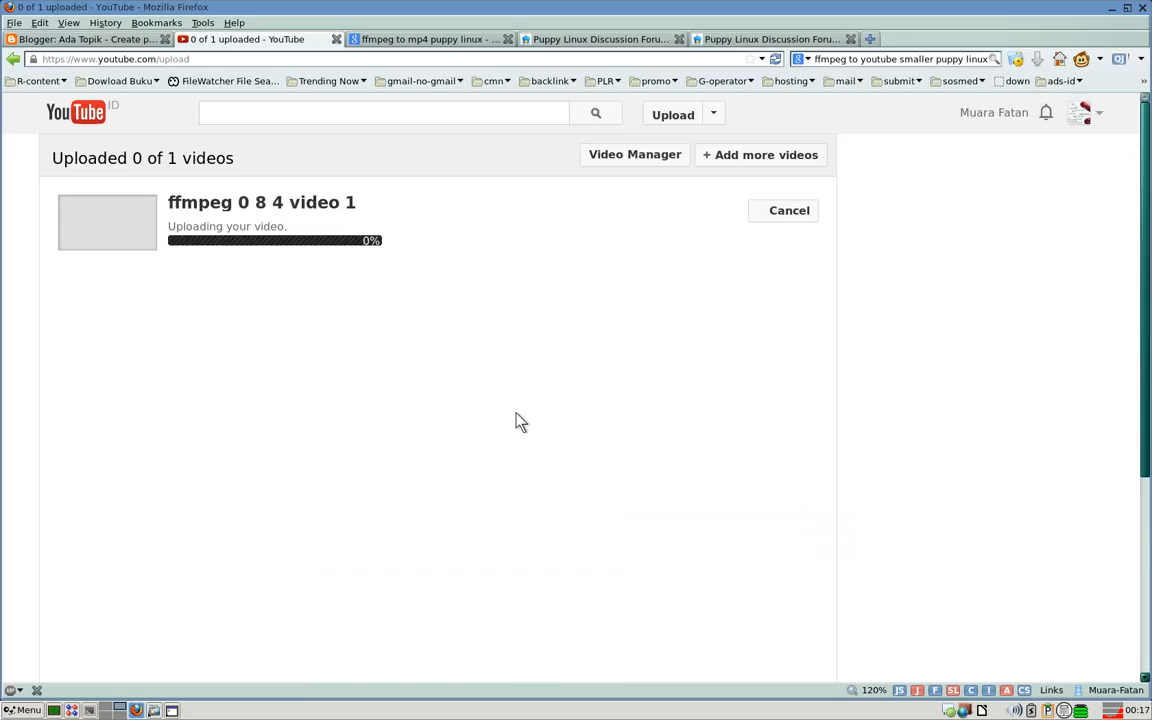 0 of 1 uploaded - YouTube - Mozilla Firefox
File Edit View History Bookmarks Tools Help
Blogger: Ada Topik - Create p... 0 of 1 uploaded - YouTube ffmpeg to mp4 puppy linux - ... Puppy Linux Discussion Foru... Puppy Linux Discussion Foru...
https://www.youtube.com/upload ffmpeg to youtube smaller puppy linux
R-content Dowload Buku FileWatcher File Sea... Trending Now gmail-no-gmail cmn backlink PLR promo G-operator hosting mail submit sosmed down ads-id »
YouTube ID Upload Muara Fatan
Uploaded 0 of 1 videos Video Manager + Add more videos
ffmpeg 0 8 4 video 1
Cancel
Uploading your video.
0%
120% JS J F SL C I A CS Links Muara-Fatan
Menu 00:17